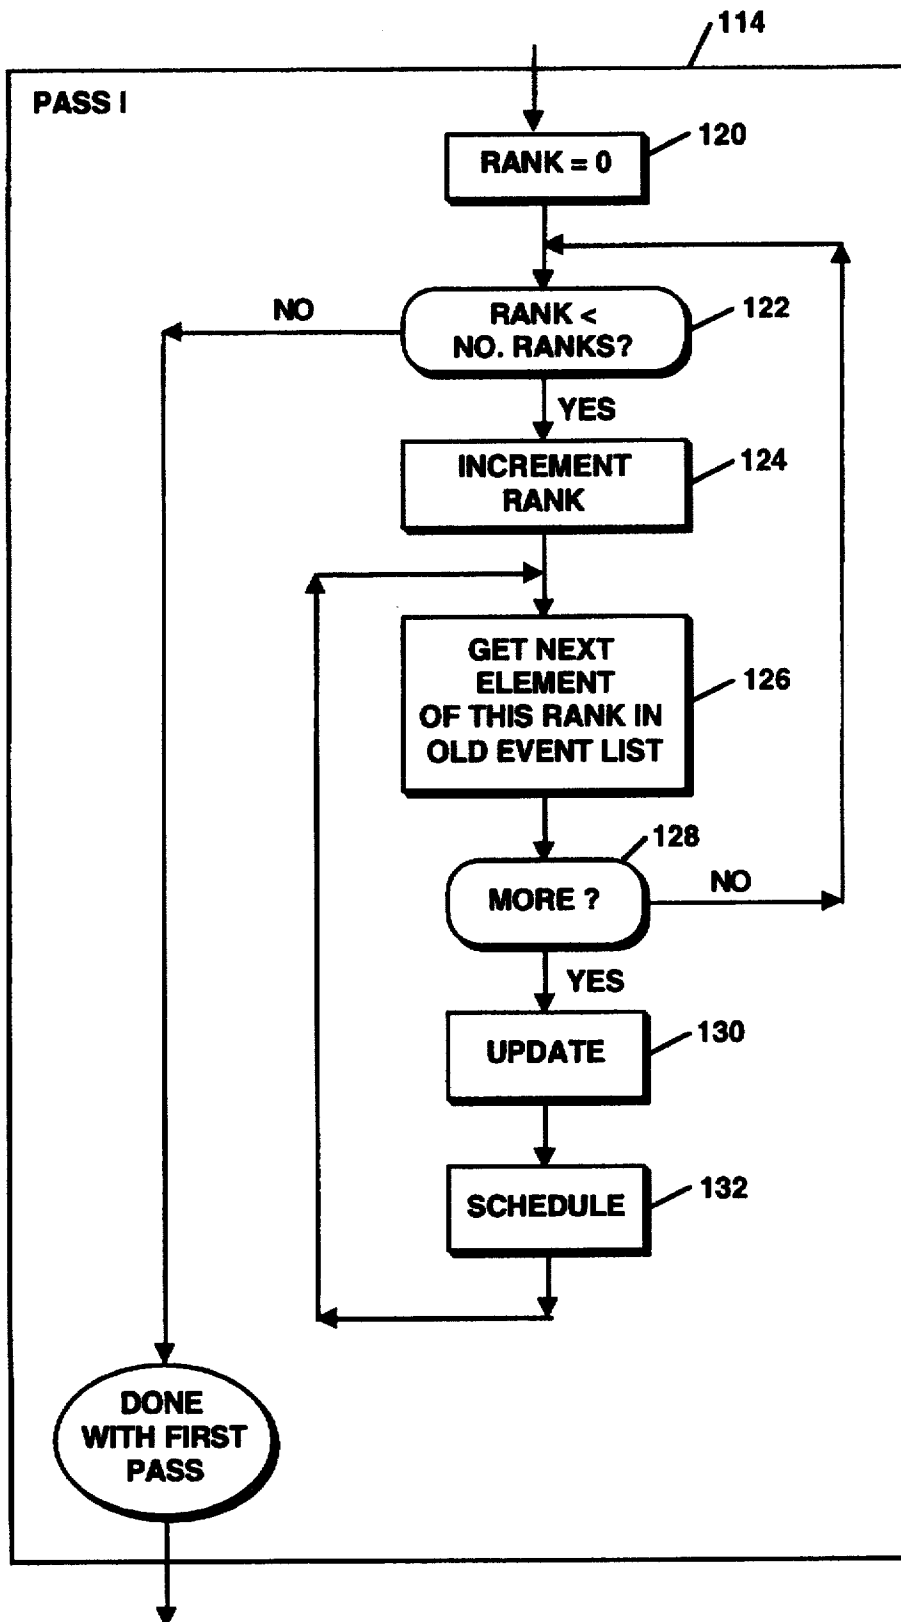 114
PASS I
120
RANK = 0
NO
RANK <
NO. RANKS?
122
YES
INCREMENT
RANK
124
GET NEXT
ELEMENT
OF THIS RANK IN
OLD EVENT LIST
126
128
MORE ?
NO
YES
UPDATE
130
SCHEDULE
132
DONE
WITH FIRST
PASS